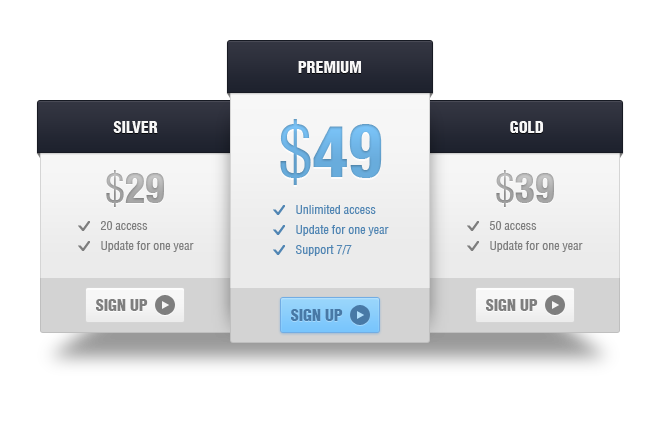 SILVER
$29
20 access
Update for one year
SIGN UP
PREMIUM
$49
Unlimited access
Update for one year
Support 7/7
SIGN UP
GOLD
$39
50 access
Update for one year
SIGN UP